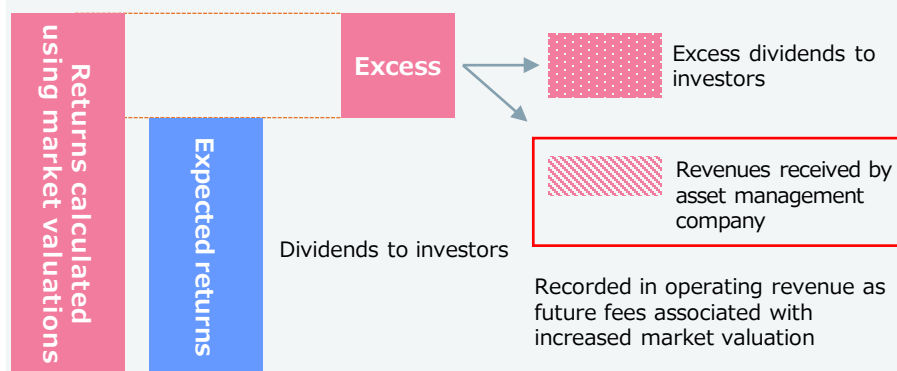 Returns calculated
using market valuations
Expected returns
Excess
Dividends to investors
Excess dividends to
investors
Revenues received by
asset management
company
Recorded in operating revenue as
future fees associated with
increased market valuation